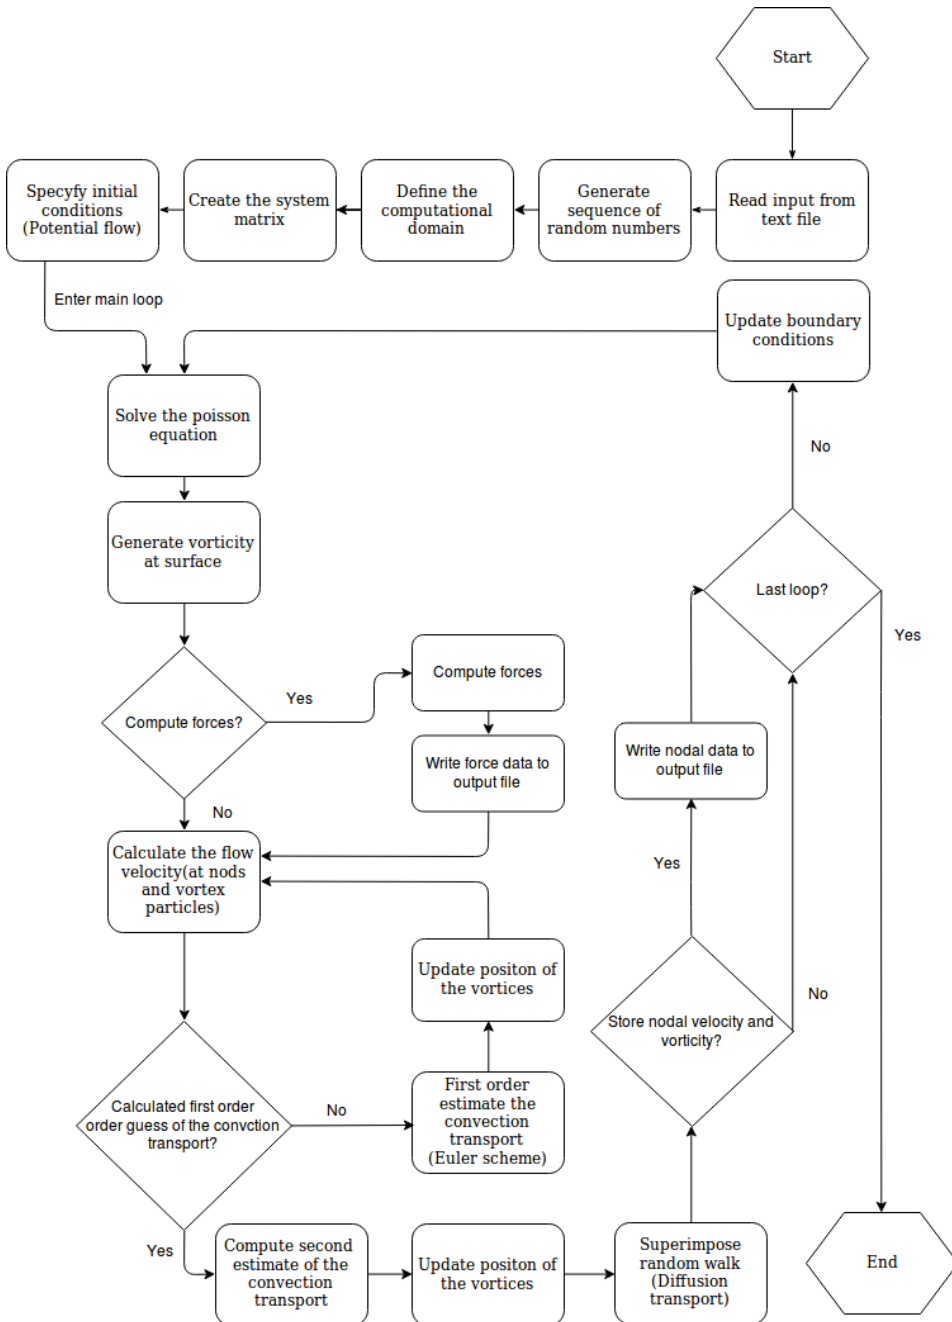 Start
Read input from
text file
Generate
sequence of
random numbers
Define the
computational
domain
Create the system
matrix
Specyfy initial
conditions
(Potential flow)
Enter main loop
Update boundary
conditions
Solve the poisson
equation
No
Generate vorticity
at surface
Last loop?
Yes
Compute forces?
Yes
Compute forces
Write force data to
output file
No
Write nodal data to
output file
Calculate the flow
velocity(at nods
and vortex
particles)
Yes
Update positon of
the vortices
Store nodal velocity and
vorticity?
No
Calculated first order
order guess of the convction
transport?
No
First order
estimate the
convection
transport
(Euler scheme)
Yes
Compute second
estimate of the
convection
transport
Update positon of
the vortices
Superimpose
random walk
(Diffusion
transport)
End